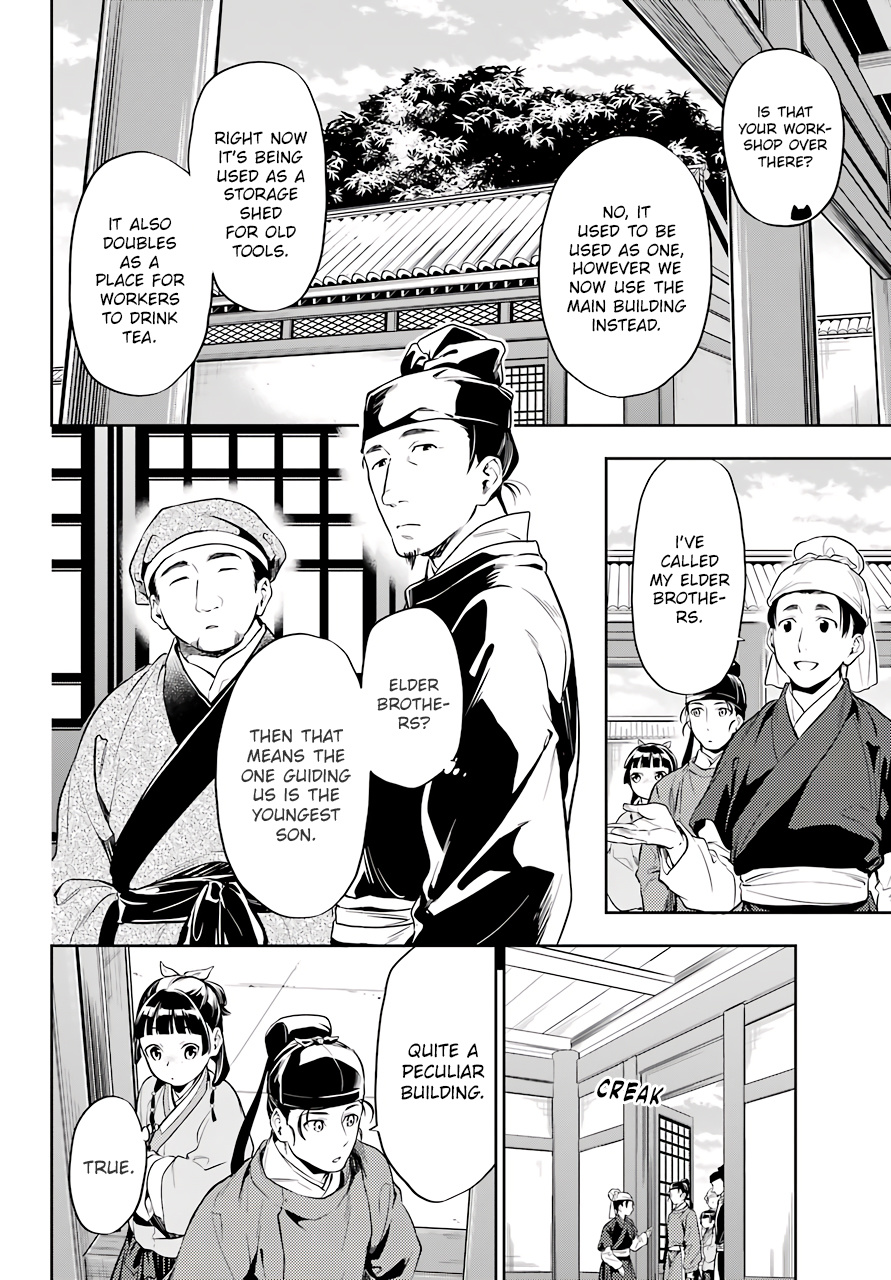 IS THAT
YOUR WORK-
SHOP OVER
THERE?
NO, IT
USED TO BE
USED AS ONE,
HOWEVER WE
NOW USE THE
MAIN BUILDING
INSTEAD.
RIGHT NOW
IT'S BEING
USED AS A
STORAGE
SHED
FOR OLD
TOOLS.
IT ALSO
DOUBLES
AS A
PLACE FOR
WORKERS
TO DRINK
TEA.
I'VE
CALLED
MY ELDER
BROTHE-
RS.
ELDER
BROTHE-
RS?
THEN THAT
MEANS THE
ONE GUIDING
US IS THE
YOUNGEST
SON.
CREAK
QUITE A
PECULIAR
BUILDING.
TRUE.